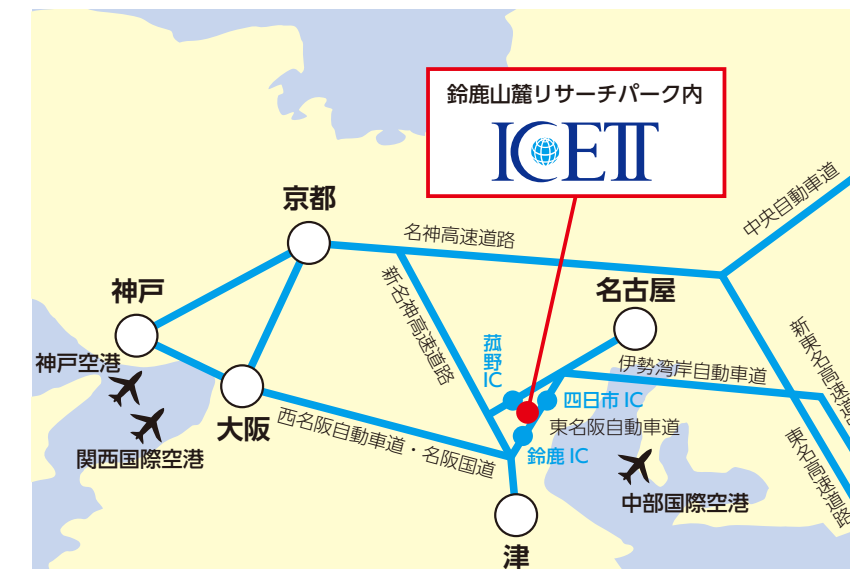 鈴鹿山麓リサーチパーク内
ICETT
中央自動車道
京都
名神高速道路
新名神高速道路
神戸
名古屋
新東名高速道路
菰野
IC
神戸空港
伊勢湾岸自動車道
四日市 IC
大阪
西名阪自動車道・名阪国道
東名阪自動車道
東名高速道路
関西国際空港
鈴鹿 IC
中部国際空港
津